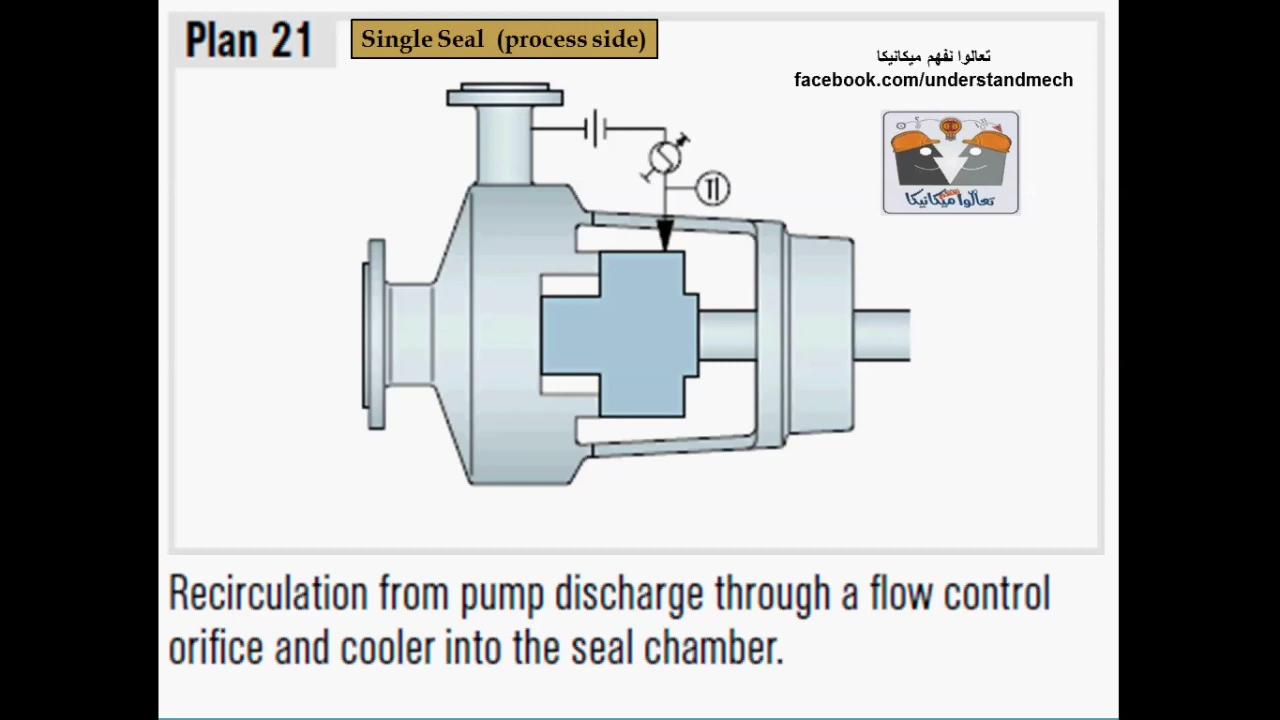 Plan 21
Single Seal (process side)
تعالوا نفهم ميكانيكا
facebook.com/understandmech
تعالوا ميكانيكا
TI
Recirculation from pump discharge through a flow control
orifice and cooler into the seal chamber.